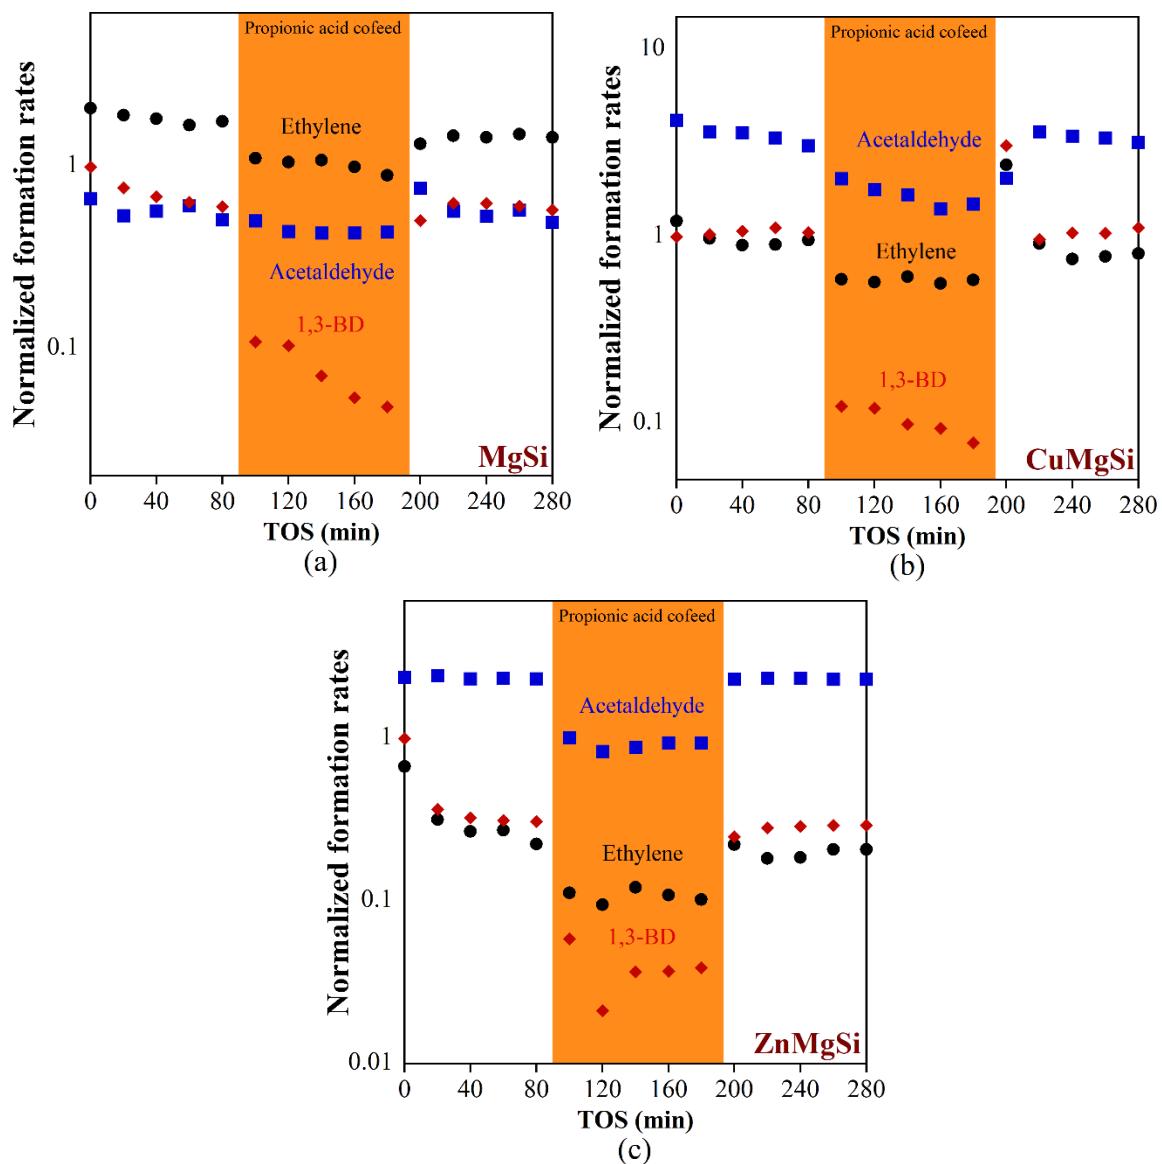 Normalized formation rates
Propionic acid cofeed
Ethylene
1
Acetaldehyde
1,3-BD
0.1
MgSi
0 40 80 120 160 200 240 280
TOS (min)
(a)
Normalized formation rates
Propionic acid cofeed
10
Acetaldehyde
1
Ethylene
1,3-BD
0.1
CuMgSi
0 40 80 120 160 200 240 280
TOS (min)
(b)
Normalized formation rates
Propionic acid cofeed
Acetaldehyde
1
Ethylene
0.1
1,3-BD
ZnMgSi
0.01
0 40 80 120 160 200 240 280
TOS (min)
(c)